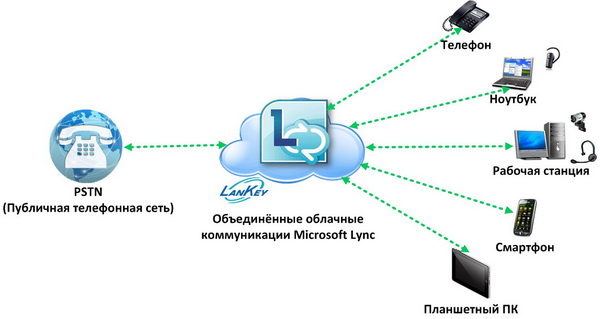 Телефон
Ноутбук
PSTN
(Публичная телефонная сеть)
L
LANKEY
Объединённые облачные
коммуникации Microsoft Lync
Рабочая станция
Смартфон
Планшетный ПК